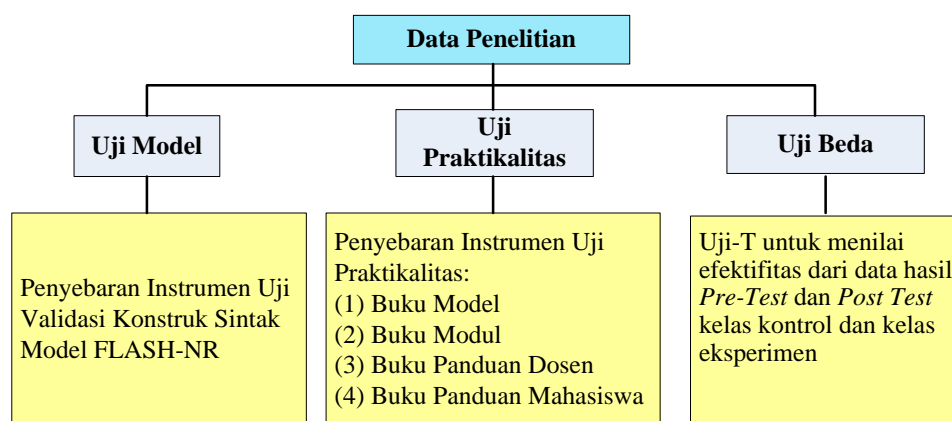 Data Penelitian
Uji Model
Uji
Praktikalitas
Uji Beda
Penyebaran Instrumen Uji
Validasi Konstruk Sintak
Model FLASH-NR
Penyebaran Instrumen Uji
Praktikalitas:
(1) Buku Model
(2) Buku Modul
(3) Buku Panduan Dosen
(4) Buku Panduan Mahasiswa
Uji-T untuk menilai
efektifitas dari data hasil
Pre-Test dan Post Test
kelas kontrol dan kelas
eksperimen